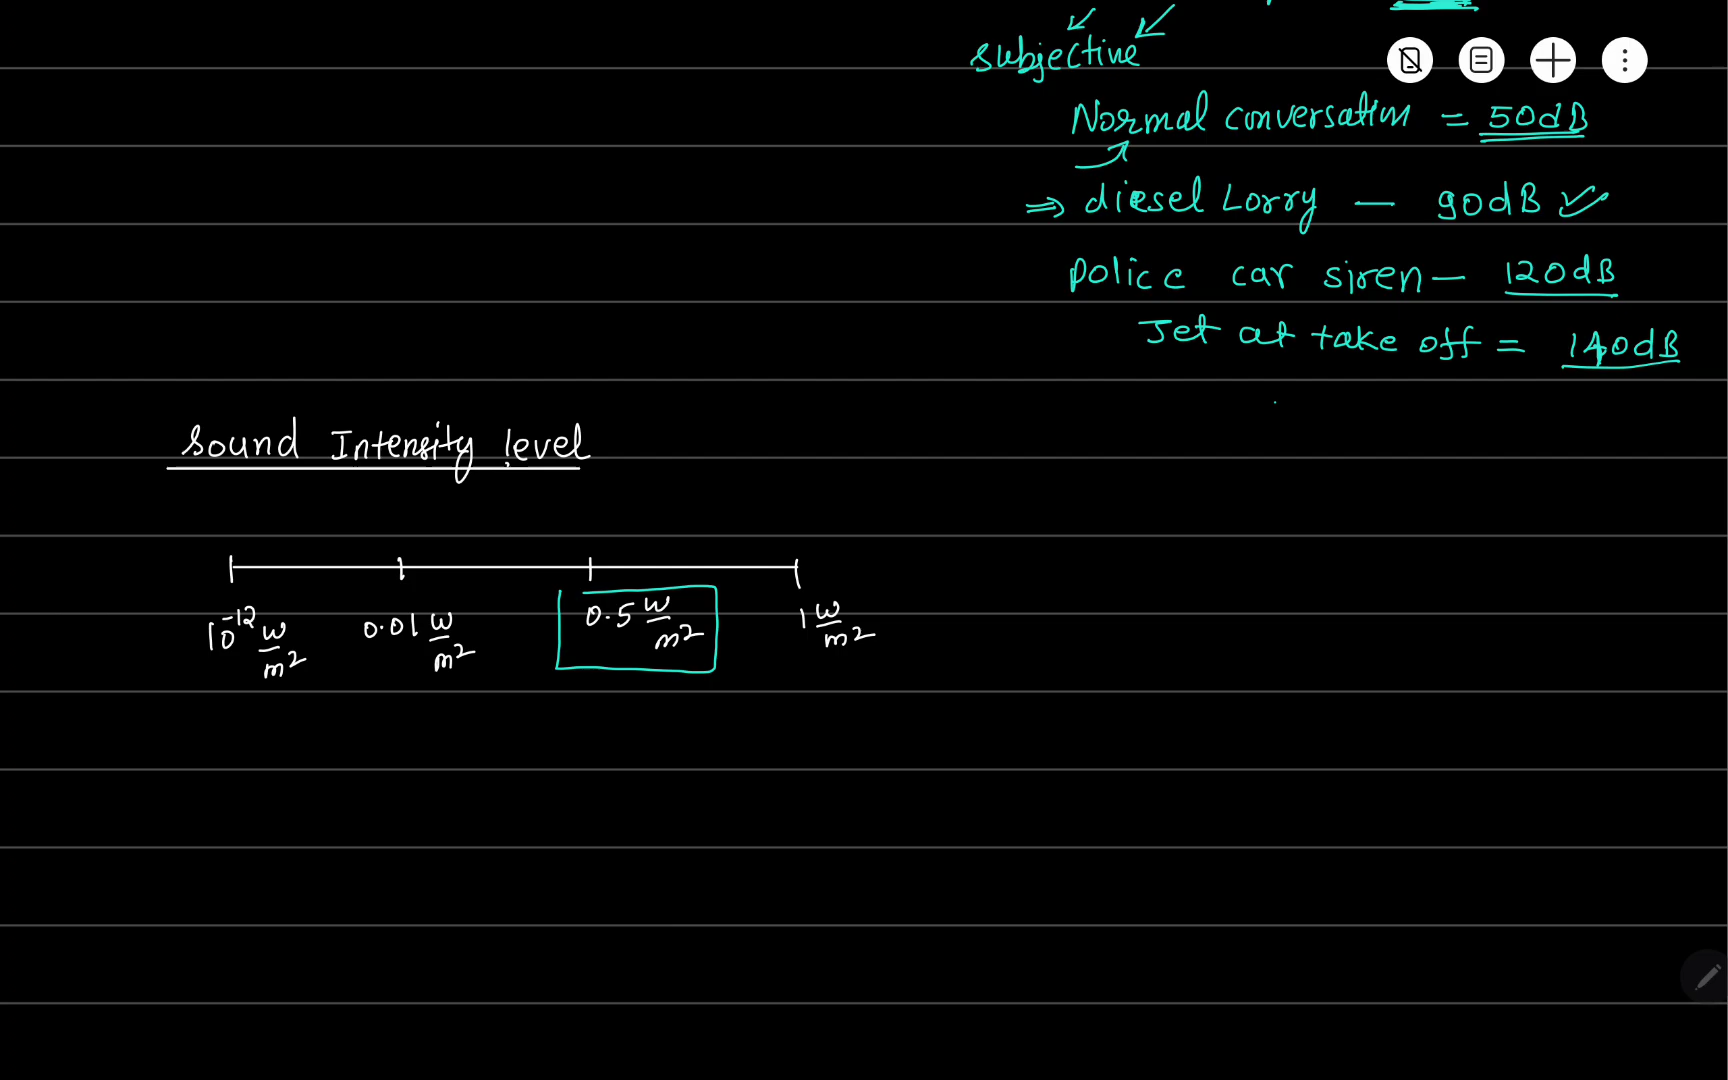 subjective
Normal conversation = 50dB
⇒ diesel Lorry — 90dB ✓
police car siren — 120dB
Jet at take off = 140dB
Sound Intensity level
10⁻¹² w/m² 0.01 w/m² 0.5 w/m² 1 w/m²